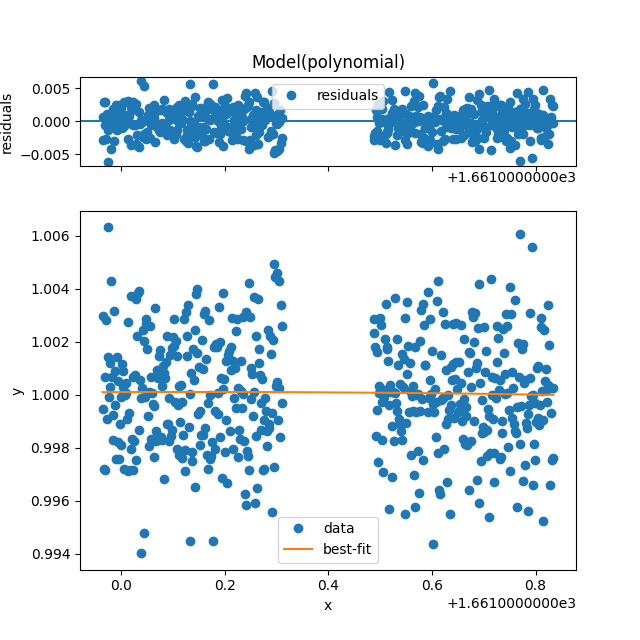 Model(polynomial)
residuals
0.005
0.000
−0.005
residuals
+1.6610000000e3
y
1.006
1.004
1.002
1.000
0.998
0.996
0.994
data
best-fit
0.0 0.2 0.4 0.6 0.8
x
+1.6610000000e3